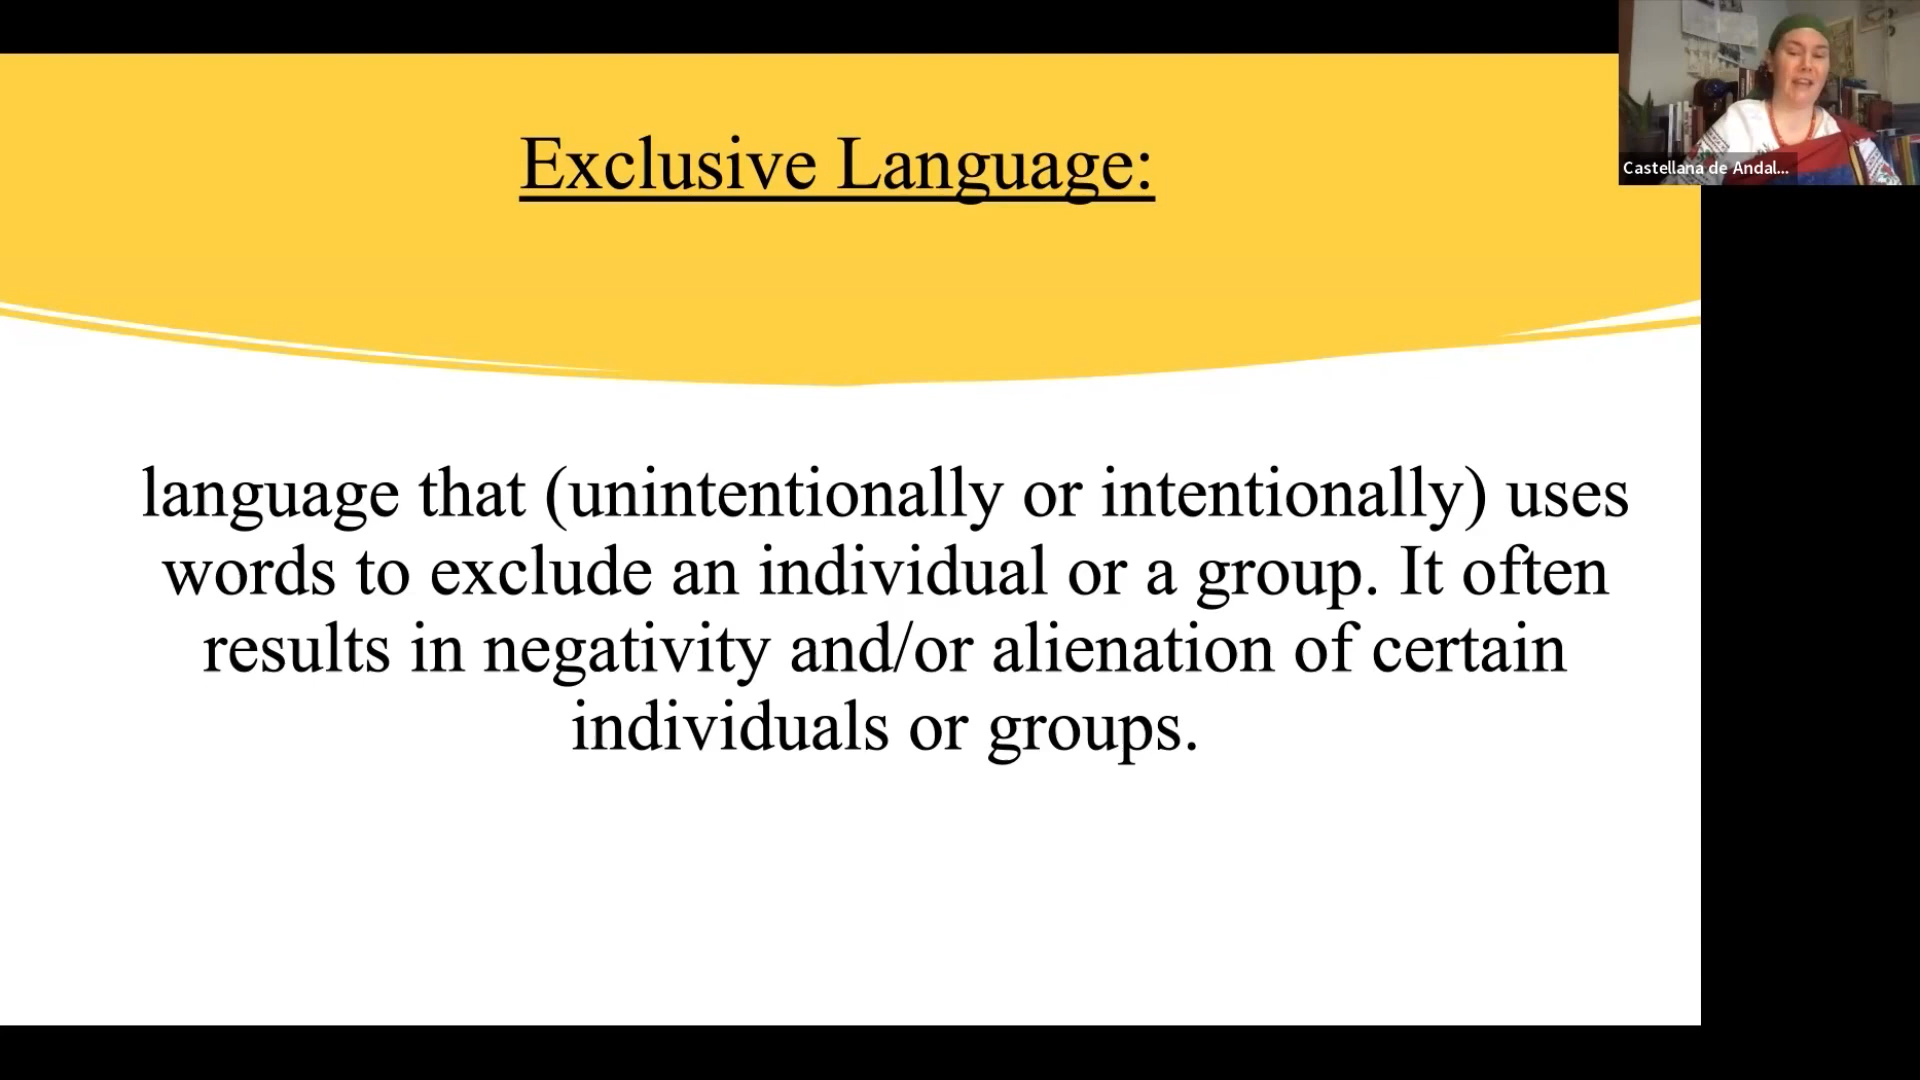 Exclusive Language:
Castellana de Andal...
language that (unintentionally or intentionally) uses
words to exclude an individual or a group. It often
results in negativity and/or alienation of certain
individuals or groups.